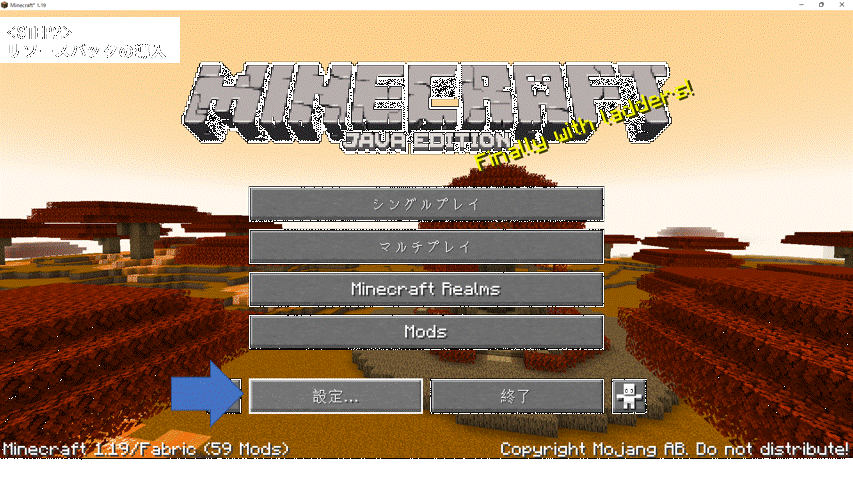 Minecraft* 1.19
<STEP2>
リソースパックの導入
MINECRAFT
JAVA EDITION
Finally with ladders!
シングルプレイ
マルチプレイ
Minecraft Realms
Mods
設定...
終了
Minecraft 1.19/Fabric (59 Mods)
Copyright Mojang AB. Do not distribute!